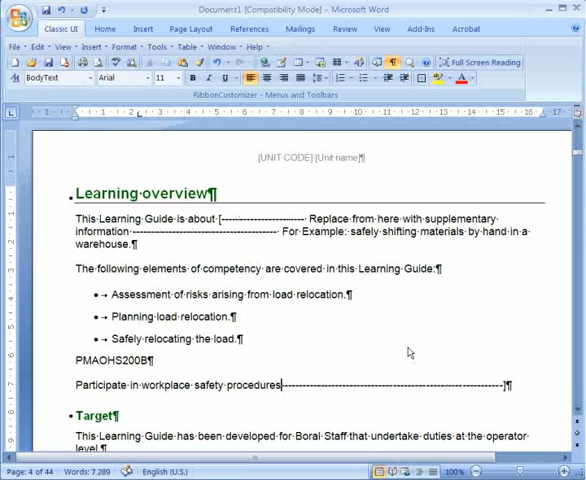 Document1 [Compatibility Mode] - Microsoft Word
Classic UI Home Insert Page Layout References Mailings Review View Add-Ins Acrobat
File Edit View Insert Format Tools Table Window Help
Full Screen Reading
BodyText Arial 11 B I U
RibbonCustomizer - Menus and Toolbars
[UNIT CODE] [Unit name]¶
Learning·overview¶
This·Learning·Guide·is·about·[------------------------·Replace·from·here·with·supplementary·
information·------------------------------------------·For·Example:·safely·shifting·materials·by·hand·in·a·
warehouse.¶
The·following·elements·of·competency·are·covered·in·this·Learning·Guide:¶
•→Assessment·of·risks·arising·from·load·relocation.¶
•→Planning·load·relocation.¶
•→Safely·relocating·the·load.¶
PMAOHS200B¶
Participate·in·workplace·safety·procedures----------------------------------------------------------------]¶
Target¶
This·Learning·Guide·has·been·developed·for·Boral·Staff·that·undertake·duties·at·the·operator·
level.¶
Page: 4 of 44 Words: 7,289 English (U.S.) 100%